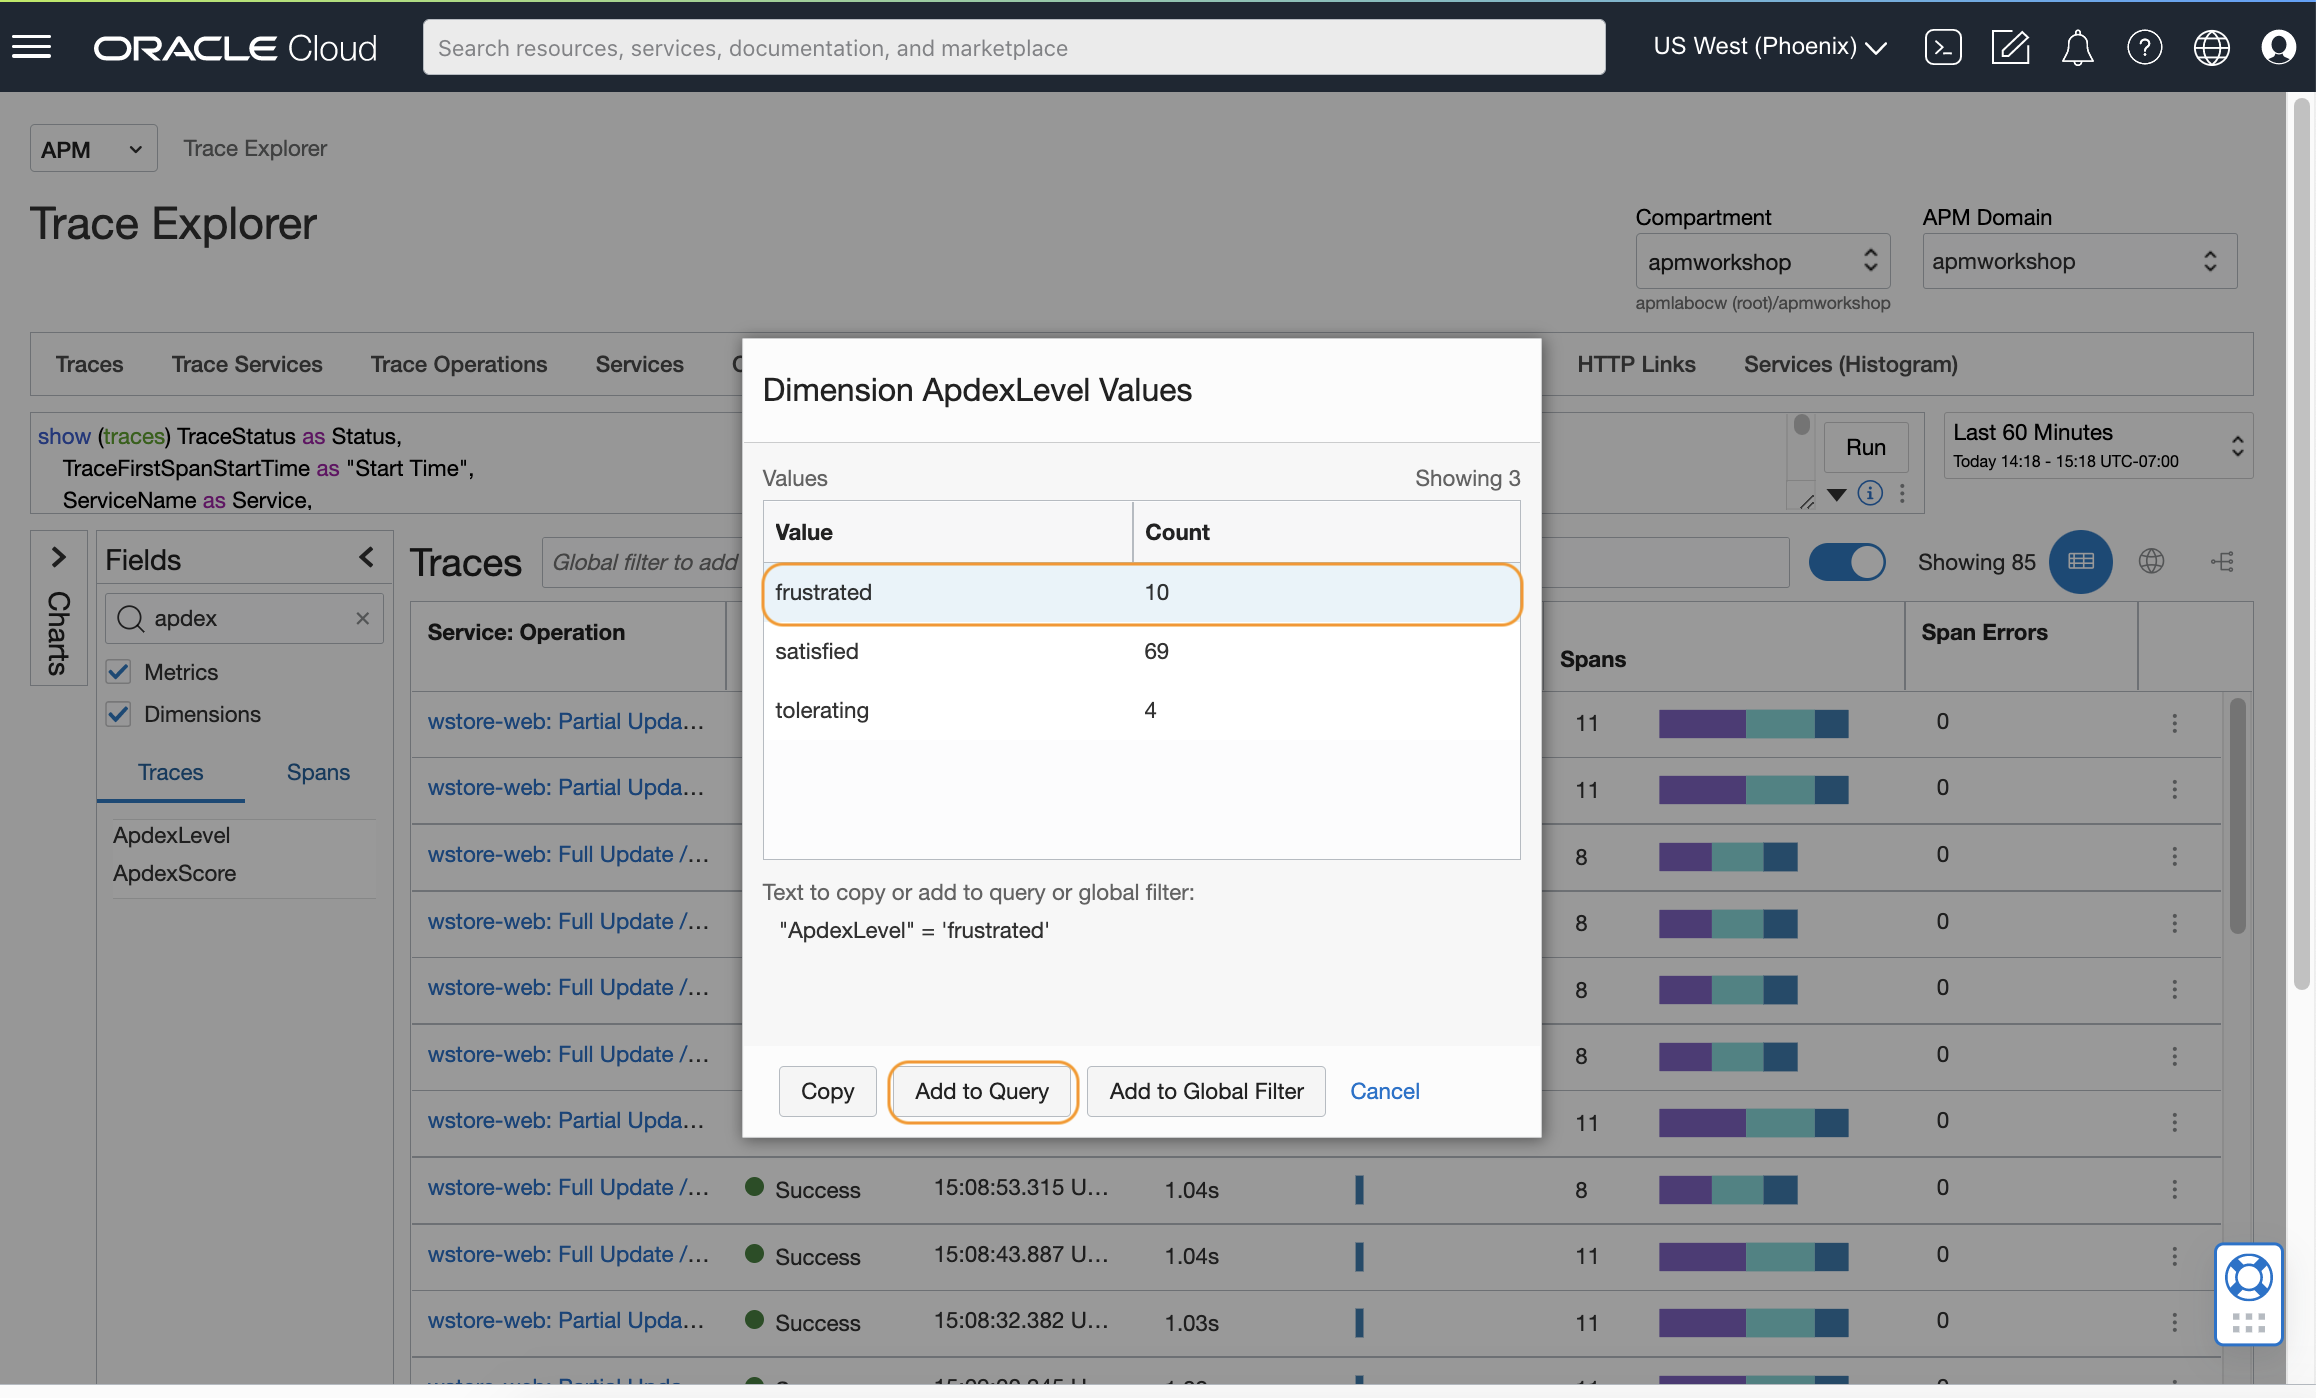 ORACLE Cloud
Search resources, services, documentation, and marketplace
US West (Phoenix)
APM
Trace Explorer
Trace Explorer
Compartment
apmworkshop
apmlabocw (root)/apmworkshop
APM Domain
apmworkshop
Traces
Trace Services
Trace Operations
Services
HTTP Links
Services (Histogram)
show (traces) TraceStatus as Status,
TraceFirstSpanStartTime as "Start Time",
ServiceName as Service,
Run
Last 60 Minutes
Today 14:18 - 15:18 UTC-07:00
Charts
Fields
apdex
Metrics
Dimensions
Traces
Spans
ApdexLevel
ApdexScore
Traces
Global filter to add
Showing 85
Service: Operation
Spans
Span Errors
wstore-web: Partial Upda...
11
0
wstore-web: Partial Upda...
11
0
wstore-web: Full Update /...
8
0
wstore-web: Full Update /...
8
0
wstore-web: Full Update /...
8
0
wstore-web: Full Update /...
8
0
wstore-web: Partial Upda...
11
0
wstore-web: Full Update /...
Success
15:08:53.315 U...
1.04s
8
0
wstore-web: Full Update /...
Success
15:08:43.887 U...
1.04s
11
0
wstore-web: Partial Upda...
Success
15:08:32.382 U...
1.03s
11
0
Dimension ApdexLevel Values
Values
Showing 3
Value
Count
frustrated
10
satisfied
69
tolerating
4
Text to copy or add to query or global filter:
"ApdexLevel" = 'frustrated'
Copy
Add to Query
Add to Global Filter
Cancel